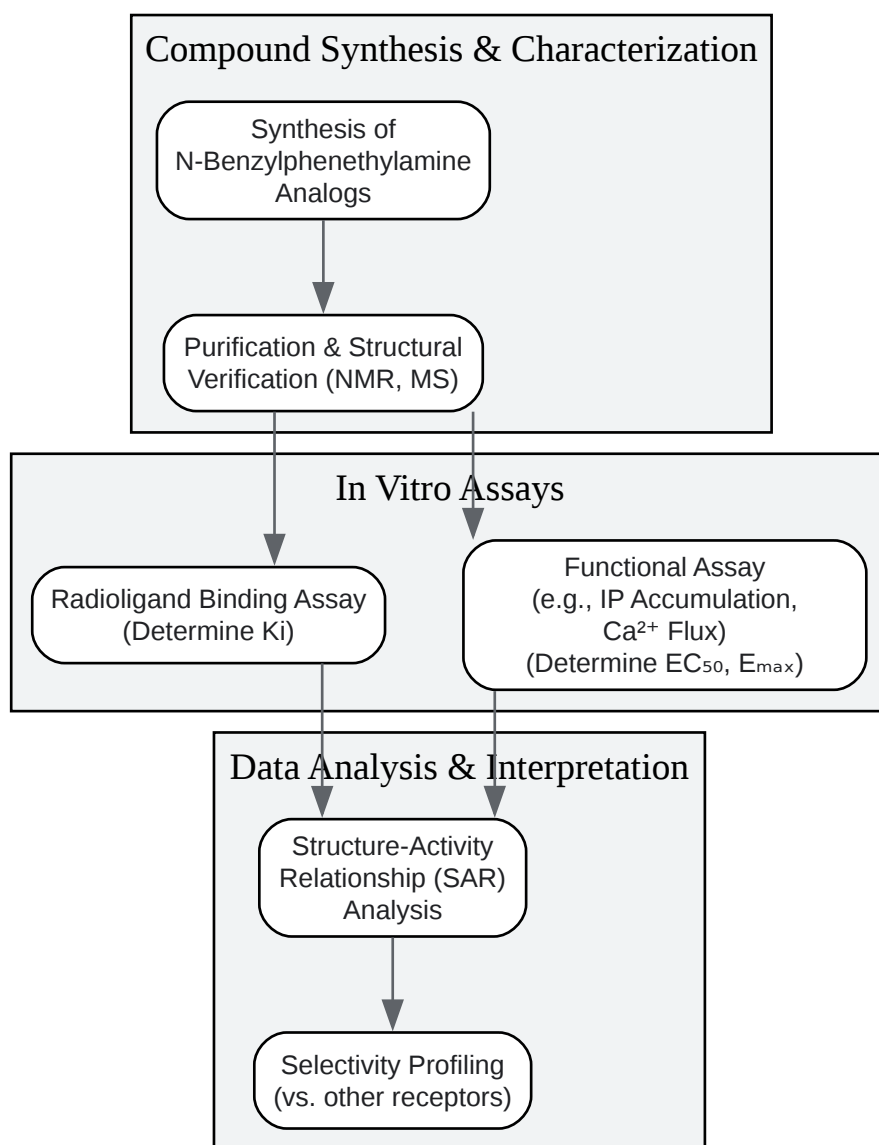 Compound Synthesis & Characterization
Synthesis of
N-Benzylphenethylamine
Analogs
Purification & Structural
Verification (NMR, MS)
In Vitro Assays
Radioligand Binding Assay
(Determine Ki)
Functional Assay
(e.g., IP Accumulation,
Ca²⁺ Flux)
(Determine EC₅₀, Eₘₐₓ)
Data Analysis & Interpretation
Structure-Activity
Relationship (SAR)
Analysis
Selectivity Profiling
(vs. other receptors)